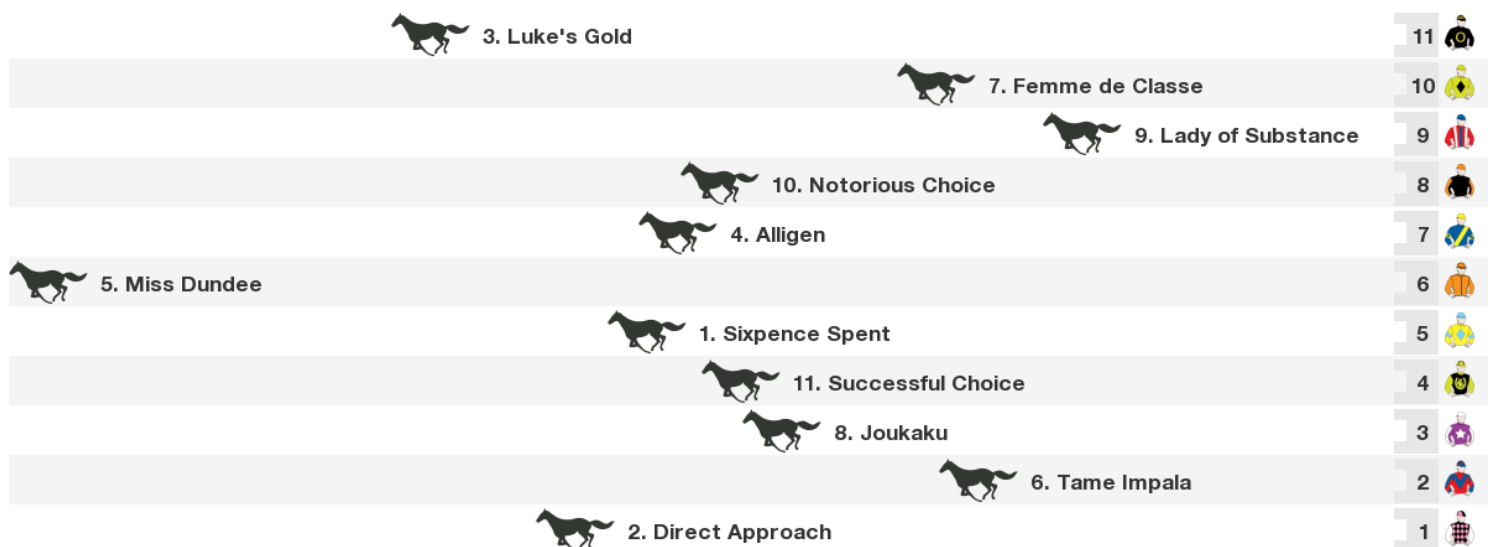 3. Luke's Gold 11
7. Femme de Classe 10
9. Lady of Substance 9
10. Notorious Choice 8
4. Alligen 7
5. Miss Dundee 6
1. Sixpence Spent 5
11. Successful Choice 4
8. Joukaku 3
6. Tame Impala 2
2. Direct Approach 1